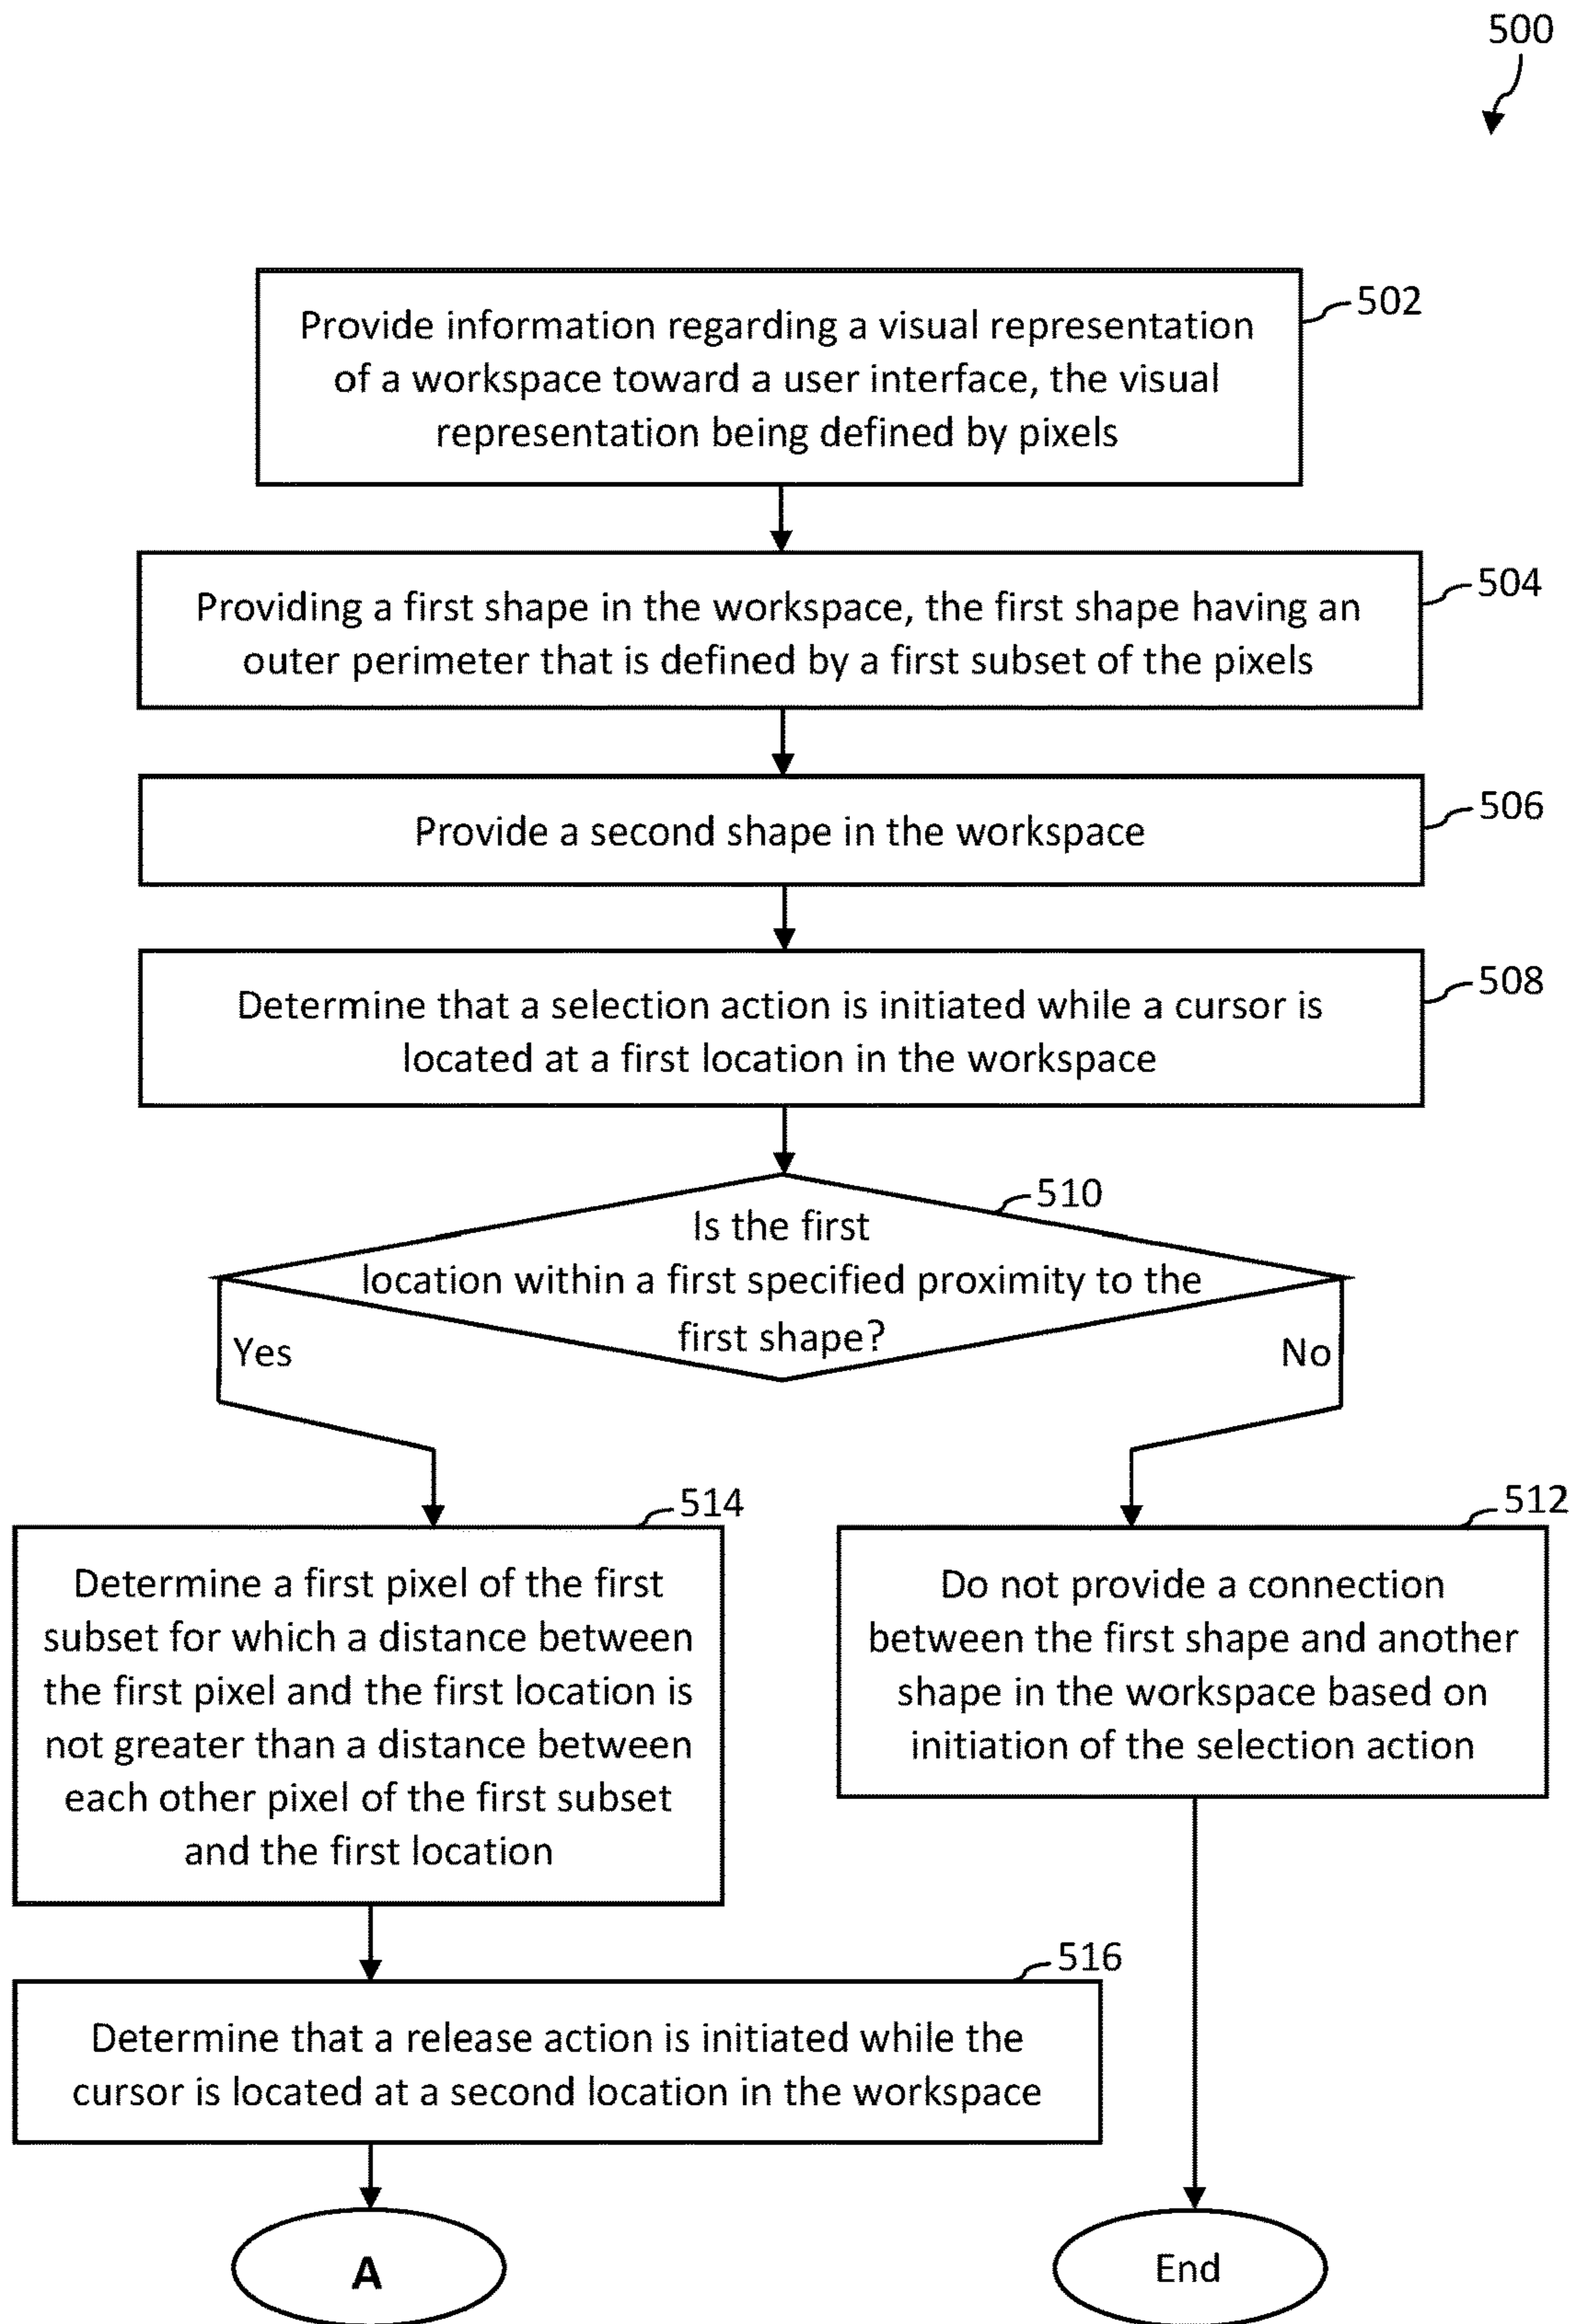 500
Provide information regarding a visual representation
of a workspace toward a user interface, the visual
representation being defined by pixels
502
Providing a first shape in the workspace, the first shape having an
outer perimeter that is defined by a first subset of the pixels
504
Provide a second shape in the workspace
506
Determine that a selection action is initiated while a cursor is
located at a first location in the workspace
508
510
Is the first
location within a first specified proximity to the
first shape?
Yes
No
514
Determine a first pixel of the first
subset for which a distance between
the first pixel and the first location is
not greater than a distance between
each other pixel of the first subset
and the first location
512
Do not provide a connection
between the first shape and another
shape in the workspace based on
initiation of the selection action
516
Determine that a release action is initiated while the
cursor is located at a second location in the workspace
A
End